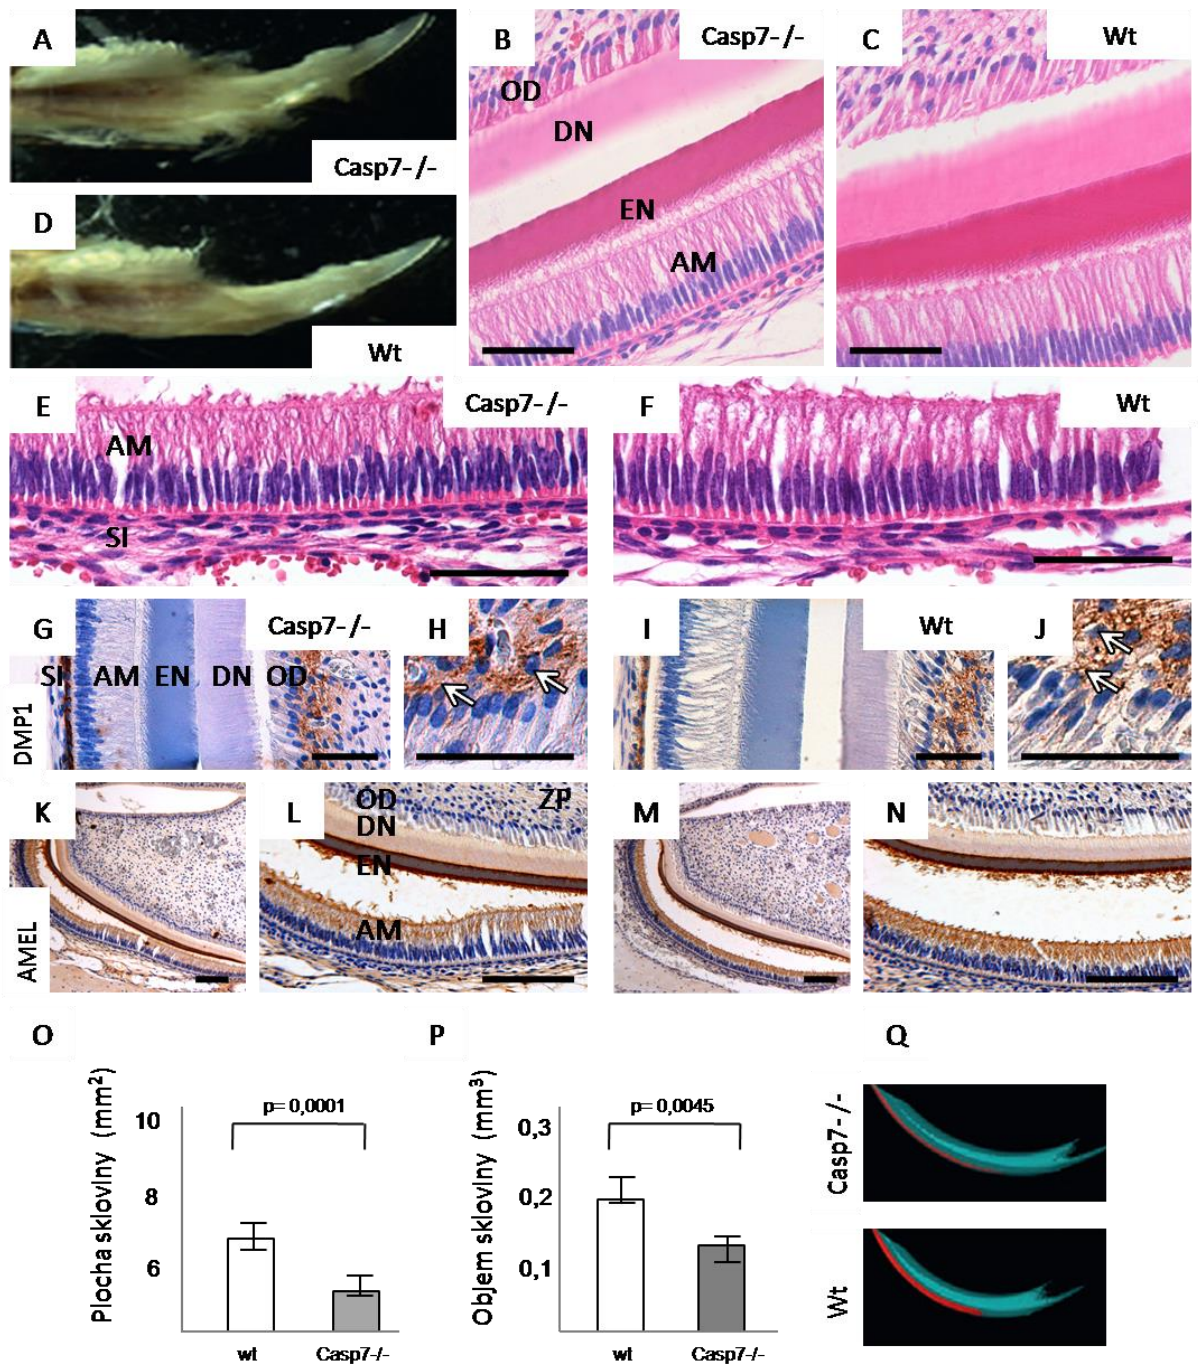 A
Casp7-/-
B
Casp7-/-
OD
DN
EN
AM
C
Wt
D
Wt
E
Casp7-/-
AM
SI
F
Wt
G
Casp7-/-
SI AM EN DN OD
DMP1
H
I
Wt
J
K
AMEL
L
OD
ZP
DN
EN
AM
M
N
O
Plocha skloviny (mm²)
p= 0,0001
10
8
6
wt
Casp7-/-
P
Objem skloviny (mm³)
p= 0,0045
0,3
0,2
0,1
wt
Casp7-/-
Q
Casp7-/-
Wt